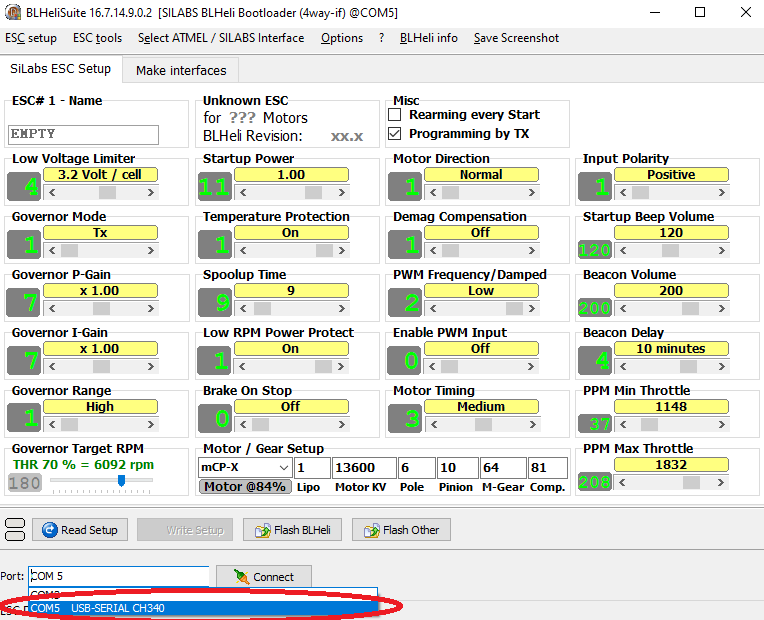 BLHeliSuite 16.7.14.9.0.2 [SILABS BLHeli Bootloader (4way-if) @COM5]
ESC setup ESC tools Select ATMEL / SILABS Interface Options ? BLHeli info Save Screenshot
SiLabs ESC Setup Make interfaces
ESC# 1 - Name Unknown ESC Misc
for ??? Motors Rearming every Start
EMPTY BLHeli Revision: xx.x Programming by TX
Low Voltage Limiter Startup Power Motor Direction Input Polarity
4 3.2 Volt / cell 11 1.00 1 Normal 1 Positive
Governor Mode Temperature Protection Demag Compensation Startup Beep Volume
1 Tx 1 On 1 Off 120 120
Governor P-Gain Spoolup Time PWM Frequency/Damped Beacon Volume
7 x 1.00 9 9 2 Low 200 200
Governor I-Gain Low RPM Power Protect Enable PWM Input Beacon Delay
7 x 1.00 1 On 0 Off 4 10 minutes
Governor Range Brake On Stop Motor Timing PPM Min Throttle
1 High 0 Off 3 Medium 37 1148
Governor Target RPM Motor / Gear Setup PPM Max Throttle
THR 70 % = 6092 rpm mCP-X 1 13600 6 10 64 81 208 1832
180 Motor @84% Lipo Motor KV Pole Pinion M-Gear Comp.
Read Setup Write Setup Flash BLHeli Flash Other
Port: COM 5 Connect
COM5 USB-SERIAL CH340